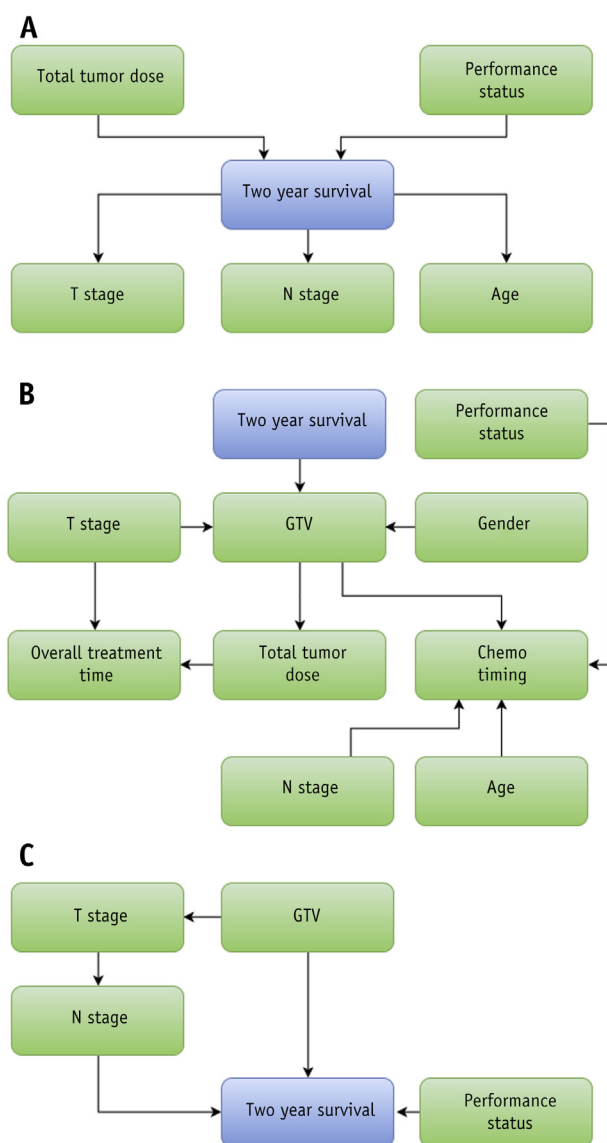 A
Total tumor dose
Performance
status
Two year survival
T stage
N stage
Age
B
Two year survival
Performance
status
T stage
GTV
Gender
Overall treatment
time
Total tumor
dose
Chemo
timing
N stage
Age
C
T stage
GTV
N stage
Two year survival
Performance
status